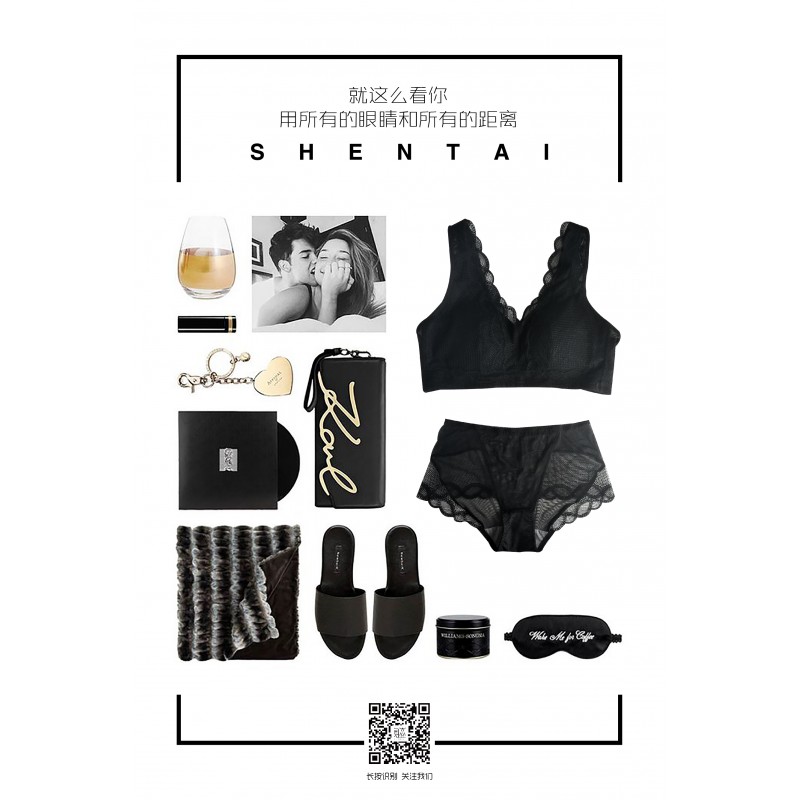 就这么看你
用所有的眼睛和所有的距离
SHENTAI
Karl
WILLIAMS-SONOMA
Wake Me for Coffee
长按识别 关注我们